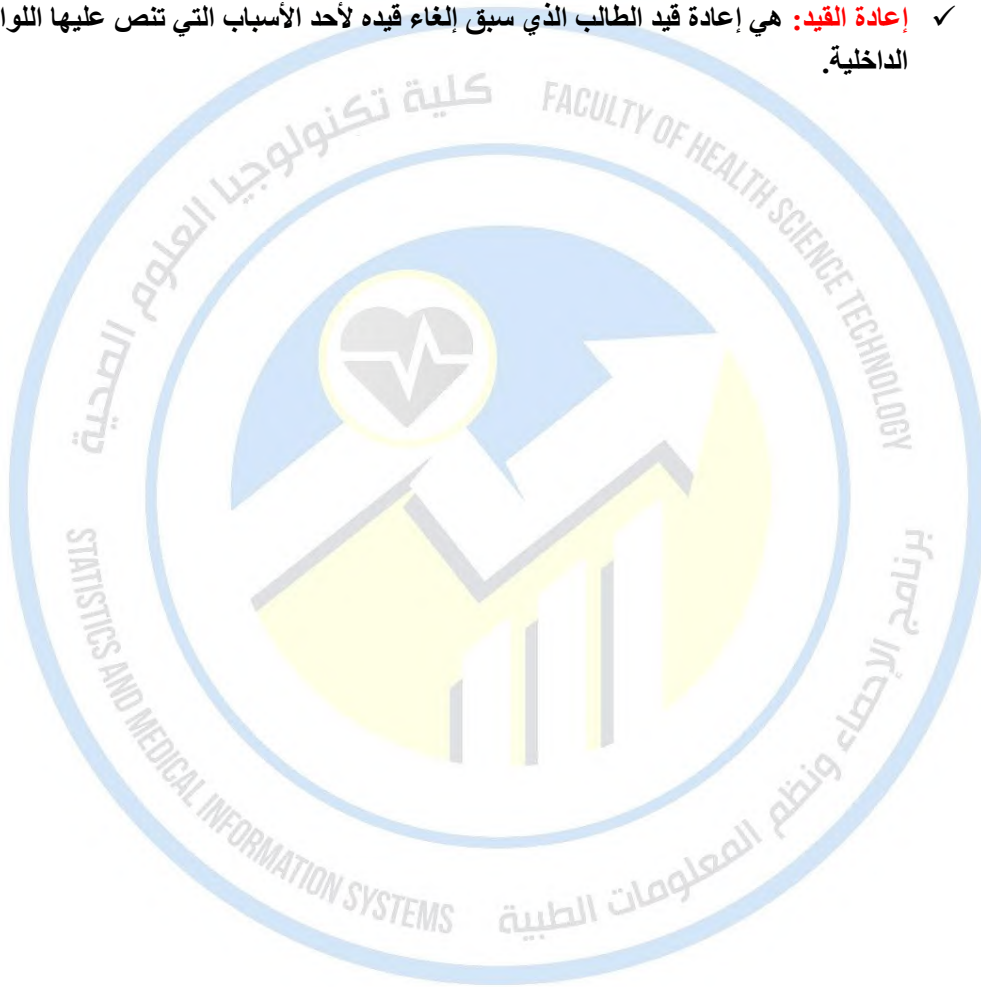 ✓ إعادة القيد: هي إعادة قيد الطالب الذي سبق إلغاء قيده لأحد الأسباب التي تنص عليها اللوا
الداخلية.
كلية تكنولوجيا العلوم الصحية
FACULTY OF HEALTH SCIENCE TECHNOLOGY
STATISTICS AND MEDICAL INFORMATION SYSTEMS
برنامج الإحصاء ونظم المعلومات الطبية